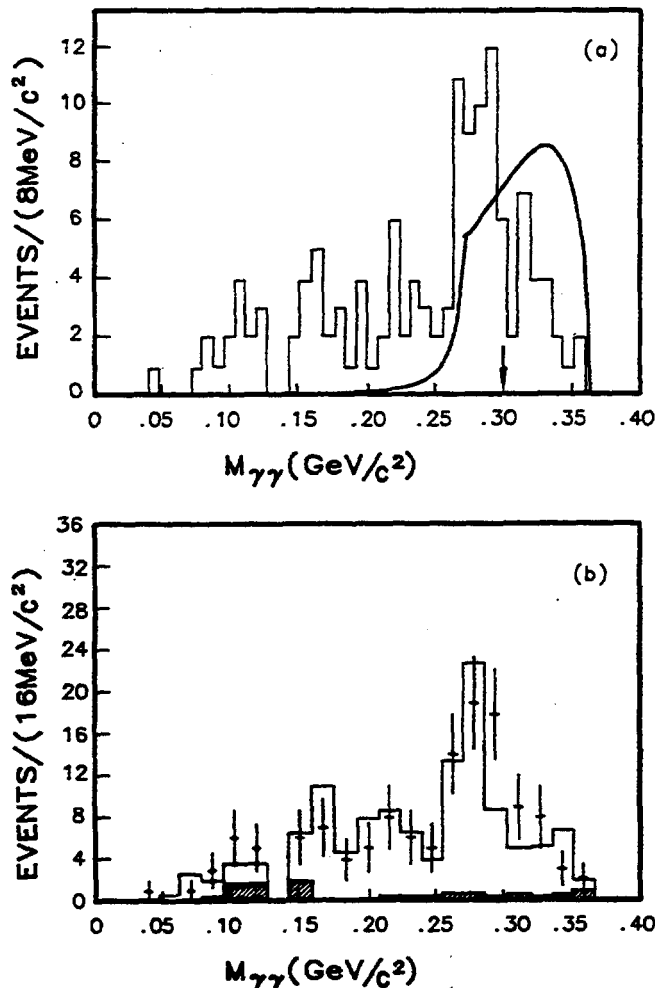 (a)
EVENTS/(8MeV/c²)
12
10
8
6
4
2
0
0 .05 .10 .15 .20 .25 .30 .35 .40
Mγγ(GeV/c²)
(b)
EVENTS/(16MeV/c²)
36
32
28
24
20
16
12
8
4
0
0 .05 .10 .15 .20 .25 .30 .35 .40
Mγγ(GeV/c²)